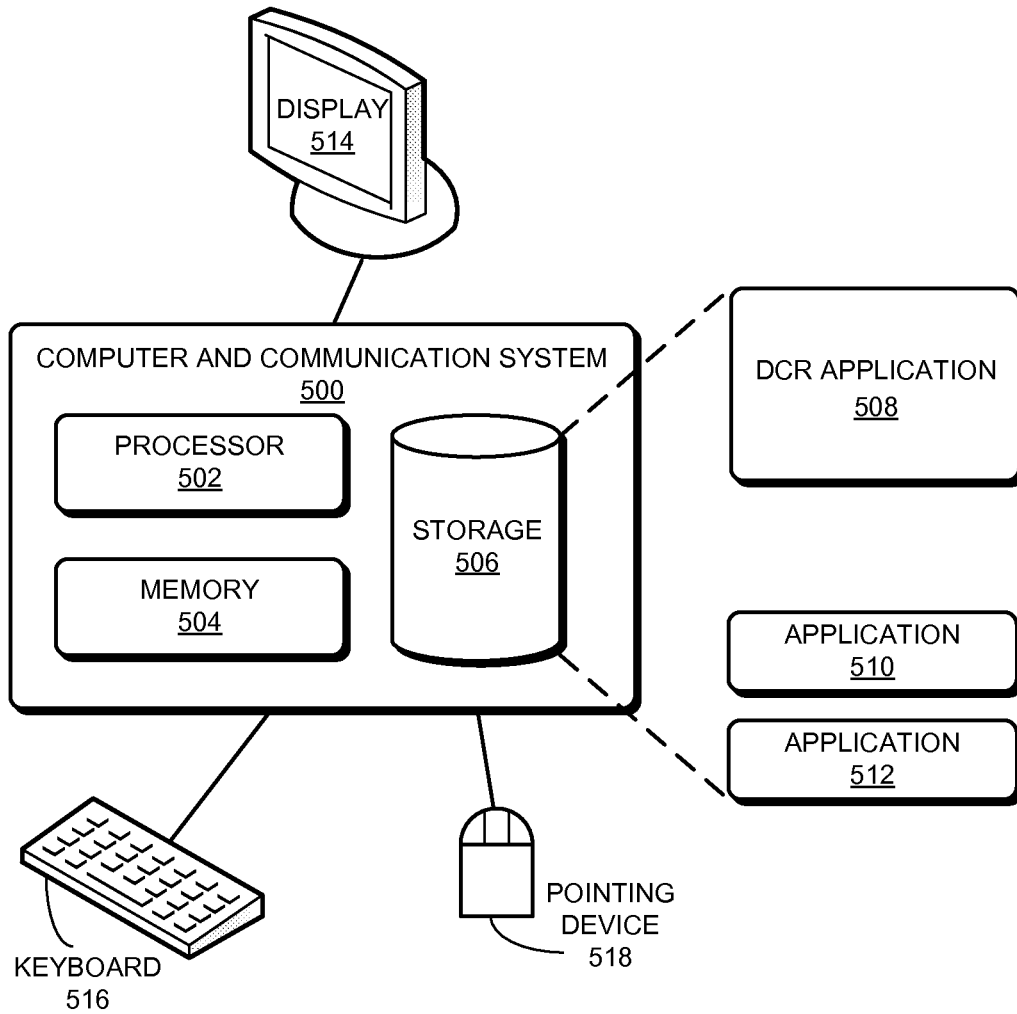 DISPLAY
514
COMPUTER AND COMMUNICATION SYSTEM
500
PROCESSOR
502
MEMORY
504
STORAGE
506
DCR APPLICATION
508
APPLICATION
510
APPLICATION
512
KEYBOARD
516
POINTING
DEVICE
518